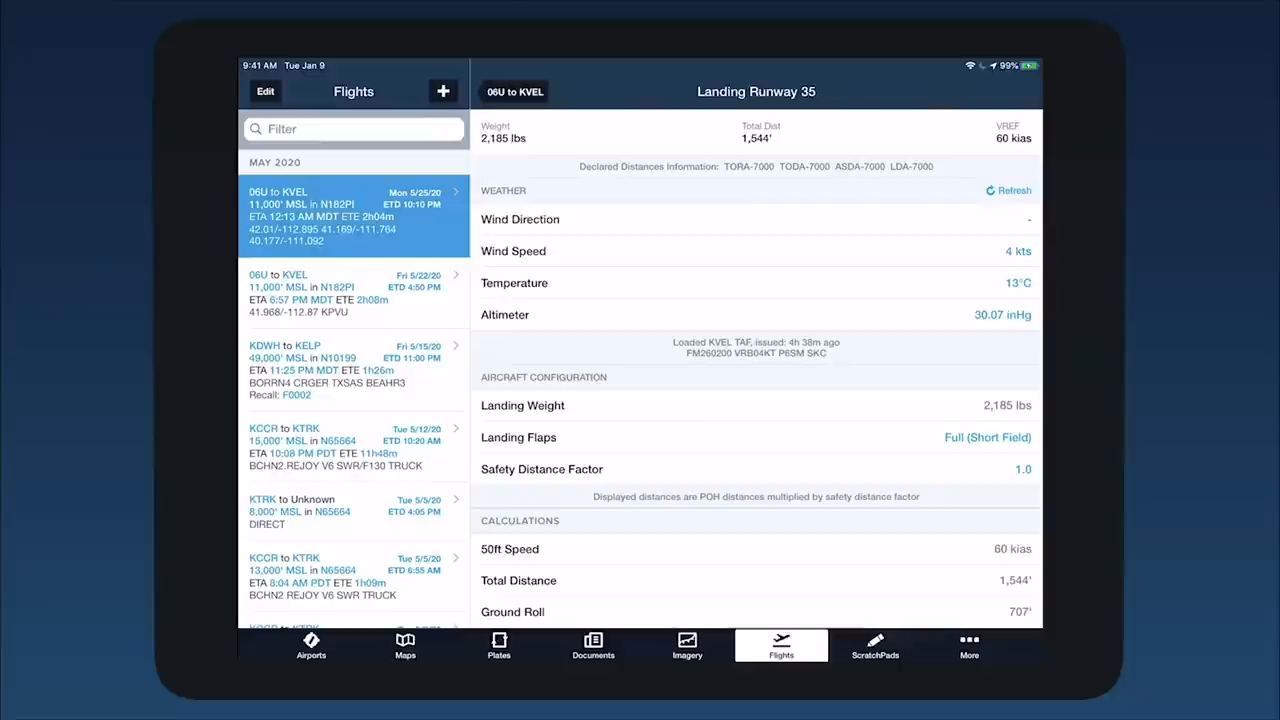 9:41 AM Tue Jan 9
99%
Edit
Flights
+
06U to KVEL
Landing Runway 35
Filter
MAY 2020
06U to KVEL Mon 5/25/20
11,000' MSL in N182PI ETD 10:10 PM
ETA 12:13 AM MDT ETE 2h04m
42.01/-112.895 41.169/-111.764
40.177/-111.092
06U to KVEL Fri 5/22/20
11,000' MSL in N182PI ETD 4:50 PM
ETA 6:57 PM MDT ETE 2h08m
41.968/-112.87 KPVU
KDWH to KELP Fri 5/15/20
49,000' MSL in N10199 ETD 11:00 PM
ETA 11:25 PM MDT ETE 1h26m
BORRN4 CRGER TXSAS BEAHR3
Recall: F0002
KCCR to KTRK Tue 5/12/20
15,000' MSL in N65664 ETD 10:20 AM
ETA 10:08 PM PDT ETE 11h48m
BCHN2.REJOY V6 SWR/F130 TRUCK
KTRK to Unknown Tue 5/5/20
8,000' MSL in N65664 ETD 4:05 PM
DIRECT
KCCR to KTRK Tue 5/5/20
13,000' MSL in N65664 ETD 6:55 AM
ETA 8:04 AM PDT ETE 1h09m
BCHN2 REJOY V6 SWR TRUCK
Weight Total Dist VREF
2,185 lbs 1,544' 60 kias
Declared Distances Information: TORA-7000 TODA-7000 ASDA-7000 LDA-7000
WEATHER Refresh
Wind Direction -
Wind Speed 4 kts
Temperature 13°C
Altimeter 30.07 inHg
Loaded KVEL TAF, issued: 4h 38m ago
FM260200 VRB04KT P6SM SKC
AIRCRAFT CONFIGURATION
Landing Weight 2,185 lbs
Landing Flaps Full (Short Field)
Safety Distance Factor 1.0
Displayed distances are POH distances multiplied by safety distance factor
CALCULATIONS
50ft Speed 60 kias
Total Distance 1,544'
Ground Roll 707'
Airports Maps Plates Documents Imagery Flights ScratchPads More